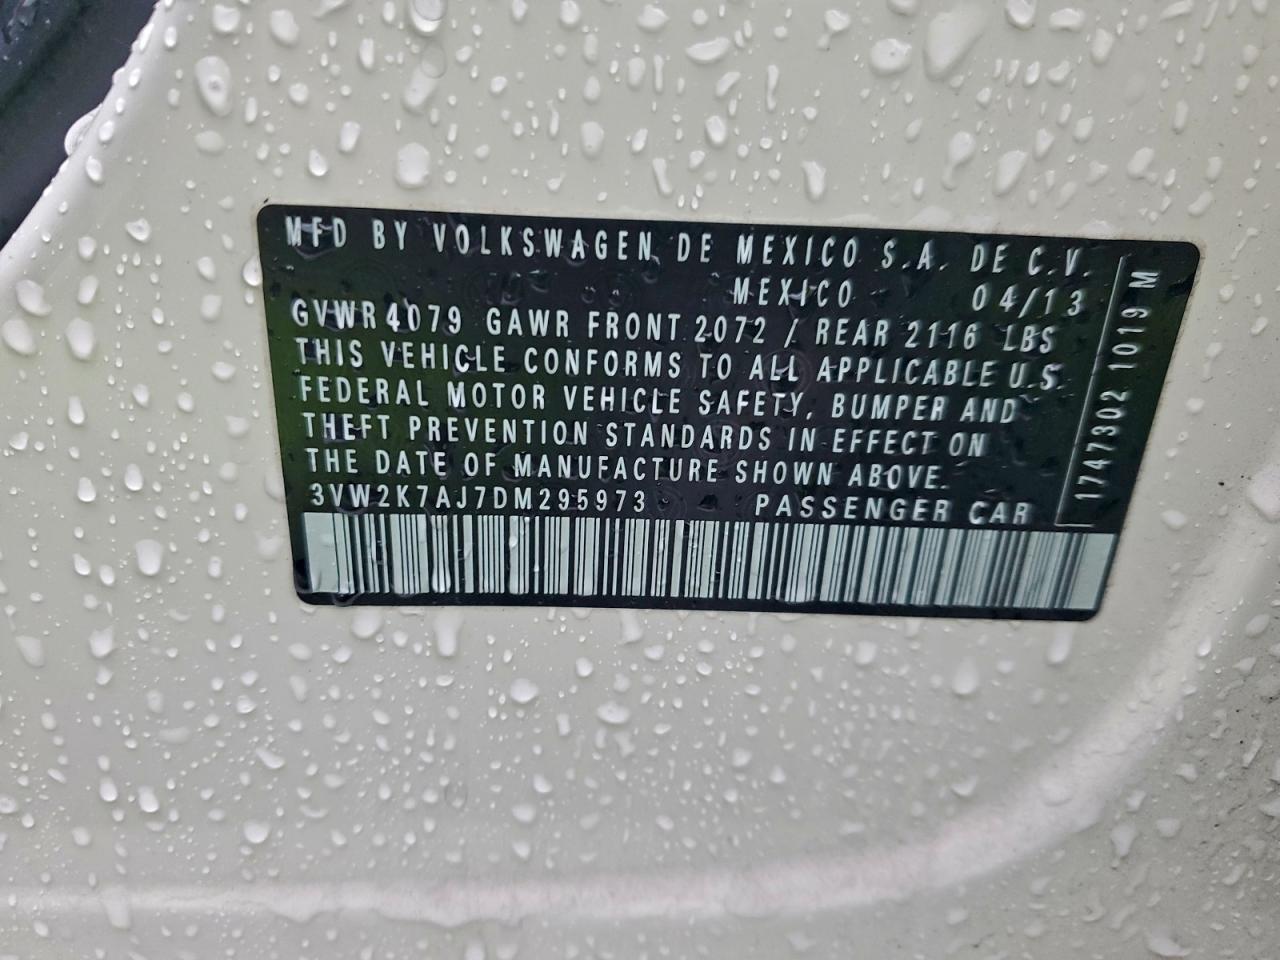 MFD BY VOLKSWAGEN DE MEXICO S.A. DE C.V.
MEXICO 04/13
GVWR 4079 GAWR FRONT 2072 / REAR 2116 LBS
THIS VEHICLE CONFORMS TO ALL APPLICABLE U.S.
FEDERAL MOTOR VEHICLE SAFETY, BUMPER AND
THEFT PREVENTION STANDARDS IN EFFECT ON
THE DATE OF MANUFACTURE SHOWN ABOVE.
3VW2K7AJ7DM295973 PASSENGER CAR
1747302 1019 M